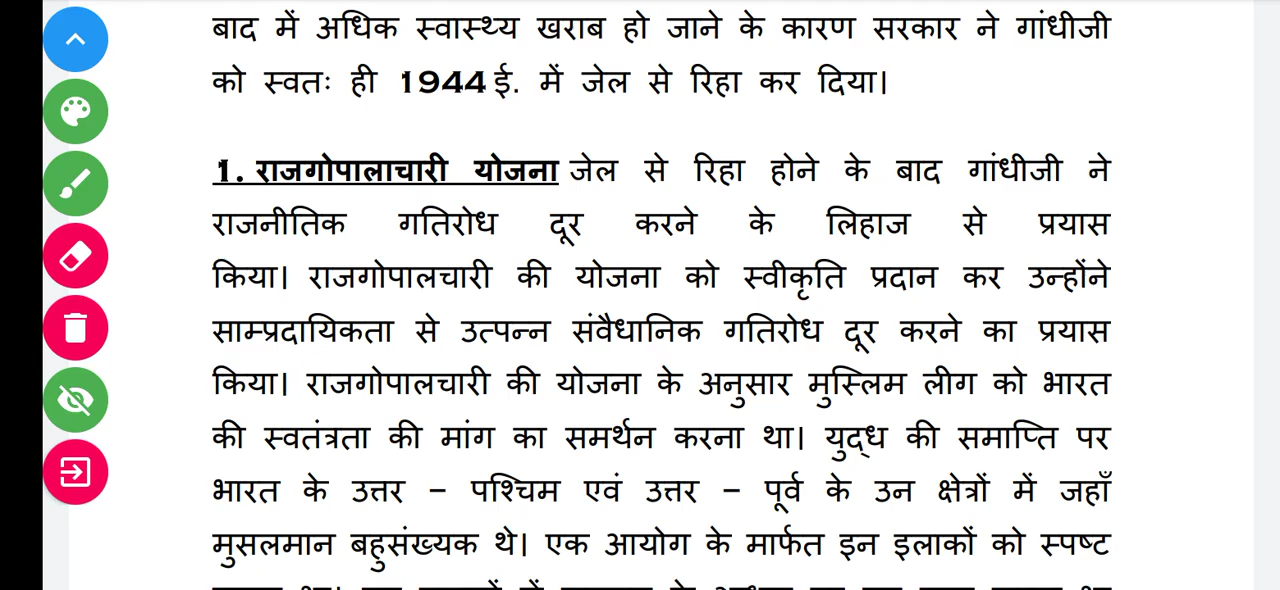 बाद में अधिक स्वास्थ्य खराब हो जाने के कारण सरकार ने गांधीजी
को स्वतः ही 1944 ई. में जेल से रिहा कर दिया।
1. राजगोपालाचारी योजना जेल से रिहा होने के बाद गांधीजी ने
राजनीतिक गतिरोध दूर करने के लिहाज से प्रयास
किया। राजगोपालचारी की योजना को स्वीकृति प्रदान कर उन्होंने
साम्प्रदायिकता से उत्पन्न संवैधानिक गतिरोध दूर करने का प्रयास
किया। राजगोपालचारी की योजना के अनुसार मुस्लिम लीग को भारत
की स्वतंत्रता की मांग का समर्थन करना था। युद्ध की समाप्ति पर
भारत के उत्तर – पश्चिम एवं उत्तर – पूर्व के उन क्षेत्रों में जहाँ
मुसलमान बहुसंख्यक थे। एक आयोग के मार्फत इन इलाकों को स्पष्ट